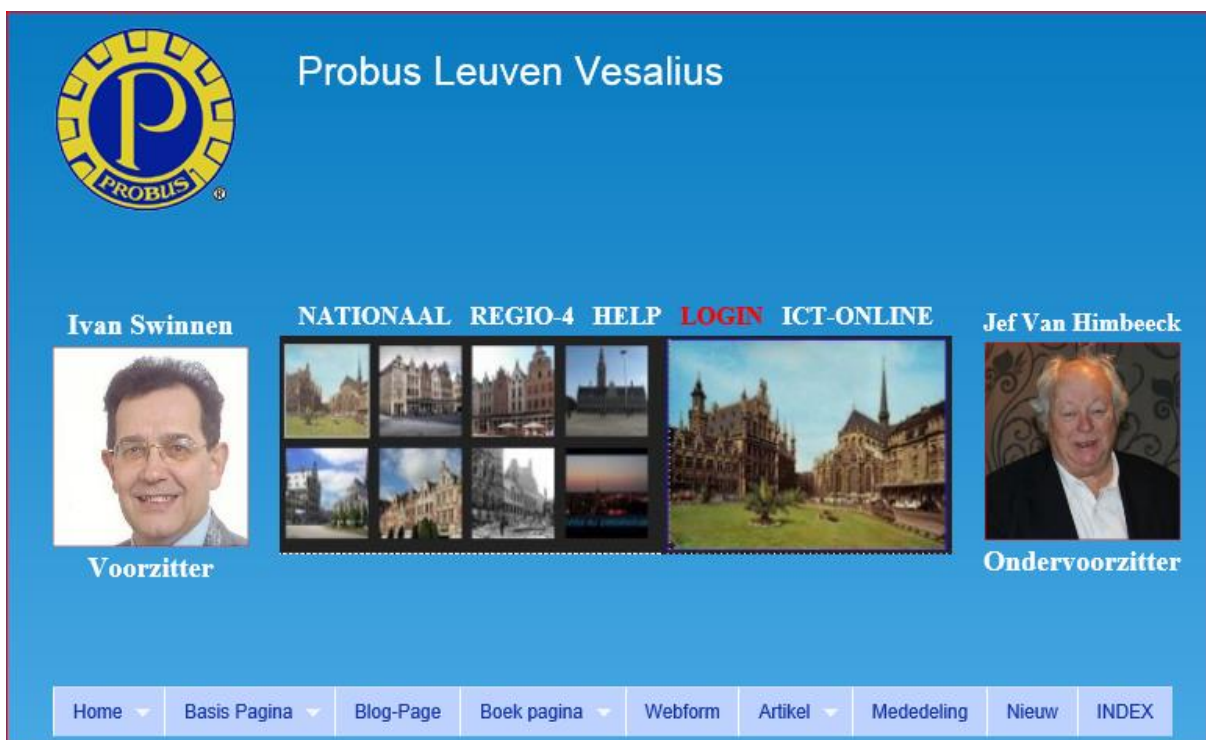 Probus Leuven Vesalius
P
PROBUS
®
NATIONAAL REGIO-4 HELP LOGIN ICT-ONLINE
Ivan Swinnen
Jef Van Himbeeck
Voorzitter
Ondervoorzitter
Home Basis Pagina Blog-Page Boek pagina Webform Artikel Mededeling Nieuw INDEX